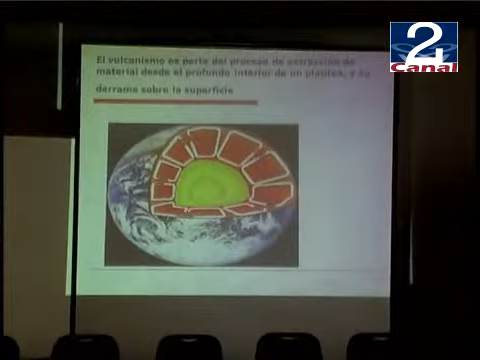 El vulcanismo es parte del proceso de extracción de
material desde el profundo interior de un planeta, y su
derrame sobre la superficie
2
Canal